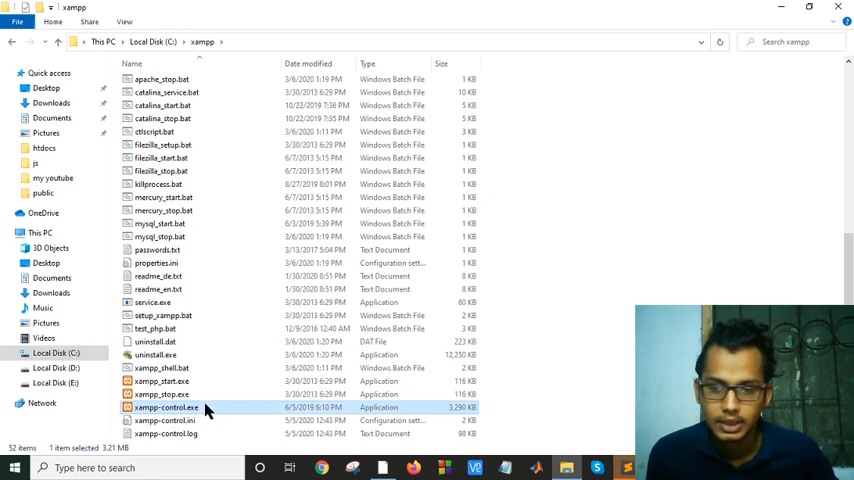 xampp
File Home Share View
This PC Local Disk (C:) xampp
Search xampp
Name Date modified Type Size
Quick access
Desktop
Downloads
Documents
Pictures
htdocs
js
my youtube
public
OneDrive
This PC
3D Objects
Desktop
Documents
Downloads
Music
Pictures
Videos
Local Disk (C:)
Local Disk (D:)
Local Disk (E:)
Network
apache_stop.bat 3/6/2020 1:19 PM Windows Batch File 1 KB
catalina_service.bat 3/30/2013 6:29 PM Windows Batch File 10 KB
catalina_start.bat 10/22/2019 7:36 PM Windows Batch File 5 KB
catalina_stop.bat 10/22/2019 7:35 PM Windows Batch File 5 KB
ctlscript.bat 3/6/2020 1:11 PM Windows Batch File 3 KB
filezilla_setup.bat 3/30/2013 6:29 PM Windows Batch File 1 KB
filezilla_start.bat 6/7/2013 5:15 PM Windows Batch File 1 KB
filezilla_stop.bat 6/7/2013 5:15 PM Windows Batch File 1 KB
killprocess.bat 8/27/2019 8:01 PM Windows Batch File 1 KB
mercury_start.bat 6/7/2013 5:15 PM Windows Batch File 1 KB
mercury_stop.bat 6/7/2013 5:15 PM Windows Batch File 1 KB
mysql_start.bat 6/3/2019 5:39 PM Windows Batch File 1 KB
mysql_stop.bat 3/6/2020 1:19 PM Windows Batch File 1 KB
passwords.txt 3/13/2017 5:04 PM Text Document 1 KB
properties.ini 3/6/2020 1:19 PM Configuration sett... 1 KB
readme_de.txt 1/30/2020 8:51 PM Text Document 8 KB
readme_en.txt 1/30/2020 8:51 PM Text Document 8 KB
service.exe 3/30/2013 6:29 PM Application 60 KB
setup_xampp.bat 3/30/2013 6:29 PM Windows Batch File 2 KB
test_php.bat 12/9/2016 12:40 AM Windows Batch File 3 KB
uninstall.dat 3/6/2020 1:20 PM DAT File 223 KB
uninstall.exe 3/6/2020 1:20 PM Application 12,250 KB
xampp_shell.bat 3/6/2020 1:11 PM Windows Batch File 2 KB
xampp_start.exe 3/30/2013 6:29 PM Application 116 KB
xampp_stop.exe 3/30/2013 6:29 PM Application 116 KB
xampp-control.exe 6/5/2019 6:10 PM Application 3,290 KB
xampp-control.ini 5/5/2020 12:43 PM Configuration sett... 2 KB
xampp-control.log 5/5/2020 12:43 PM Text Document 98 KB
52 items 1 item selected 3.21 MB
Type here to search